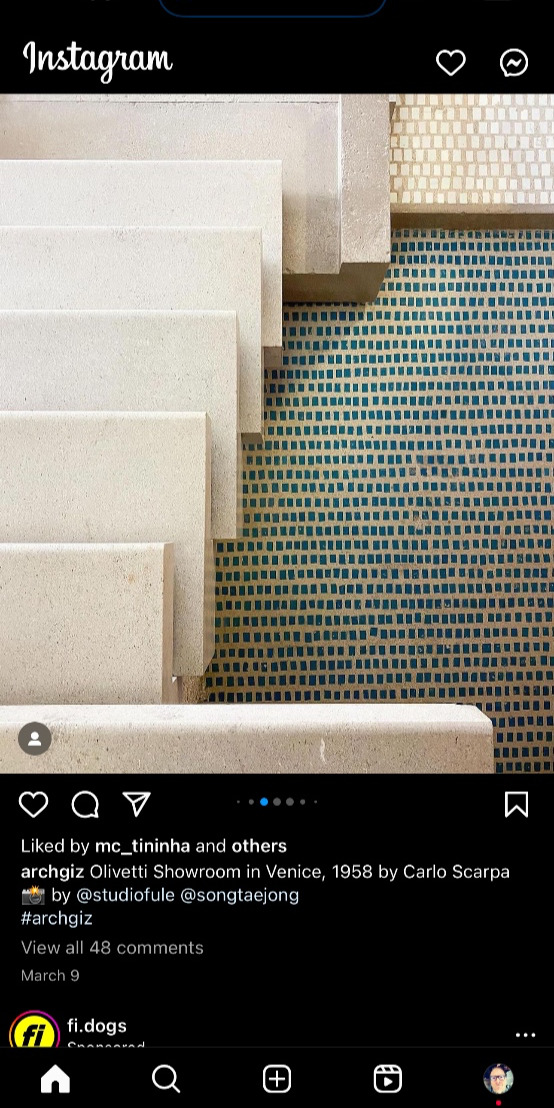 Instagram
Liked by mc_tininha and others
archgiz Olivetti Showroom in Venice, 1958 by Carlo Scarpa
📸 by @studiofule @songtaejong
#archgiz
View all 48 comments
March 9
fi
fi.dogs
Sponsored